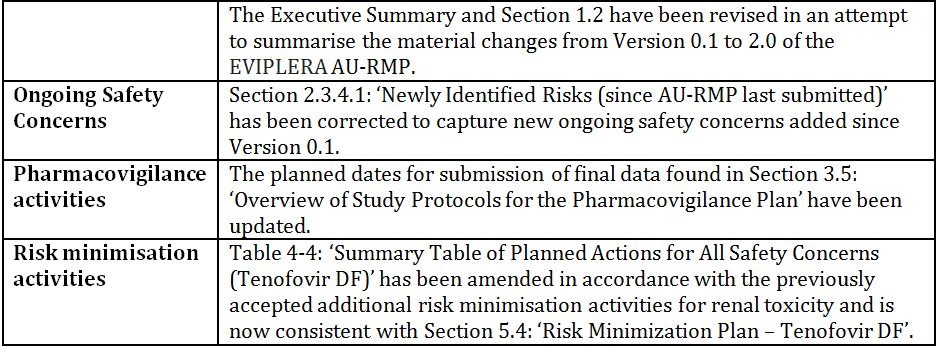 The Executive Summary and Section 1.2 have been revised in an attempt
to summarise the material changes from Version 0.1 to 2.0 of the
EVIPLERA AU-RMP.
Ongoing Safety
Concerns
Section 2.3.4.1: ‘Newly Identified Risks (since AU-RMP last submitted)’
has been corrected to capture new ongoing safety concerns added since
Version 0.1.
Pharmacovigilance
activities
The planned dates for submission of final data found in Section 3.5:
‘Overview of Study Protocols for the Pharmacovigilance Plan’ have been
updated.
Risk minimisation
activities
Table 4-4: ‘Summary Table of Planned Actions for All Safety Concerns
(Tenofovir DF)’ has been amended in accordance with the previously
accepted additional risk minimisation activities for renal toxicity and is
now consistent with Section 5.4: ‘Risk Minimization Plan – Tenofovir DF’.